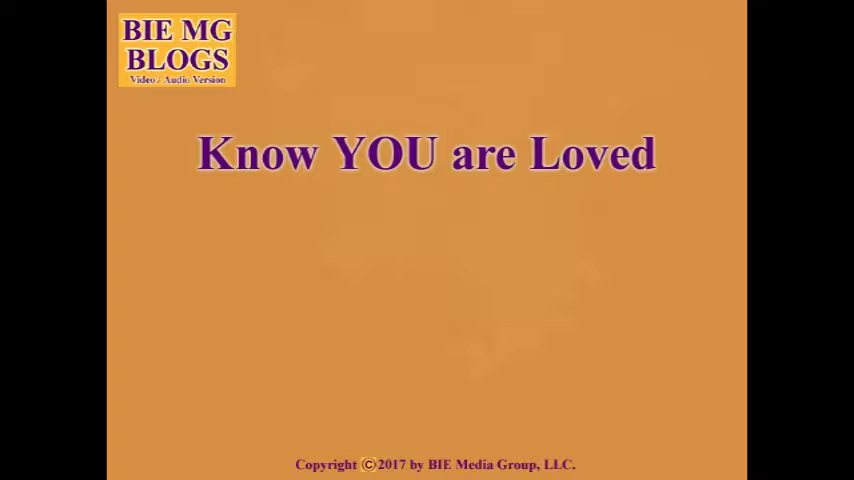 BIE MG
BLOGS
Video / Audio Version
Know YOU are Loved
Copyright ©2017 by BIE Media Group, LLC.